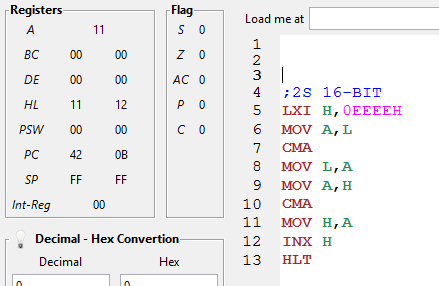 Registers
A 11
BC 00 00
DE 00 00
HL 11 12
PSW 00 00
PC 42 0B
SP FF FF
Int-Reg 00
Flag
S 0
Z 0
AC 0
P 0
C 0
Decimal - Hex Convertion
Decimal Hex
0 0
Load me at
1
2
3
4 ;2S 16-BIT
5 LXI H,0EEEEH
6 MOV A,L
7 CMA
8 MOV L,A
9 MOV A,H
10 CMA
11 MOV H,A
12 INX H
13 HLT